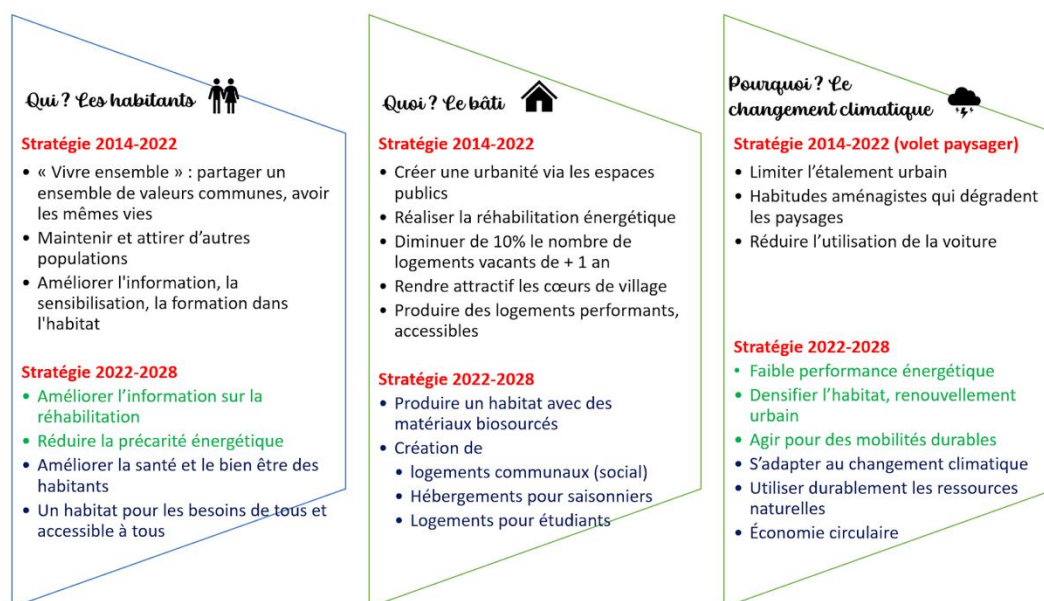 Qui ? Les habitants
Stratégie 2014-2022
• « Vivre ensemble » : partager un
ensemble de valeurs communes, avoir
les mêmes vies
• Maintenir et attirer d’autres
populations
• Améliorer l'information, la
sensibilisation, la formation dans
l'habitat
Stratégie 2022-2028
• Améliorer l’information sur la
réhabilitation
• Réduire la précarité énergétique
• Améliorer la santé et le bien être des
habitants
• Un habitat pour les besoins de tous et
accessible à tous
Quoi ? Le bâti
Stratégie 2014-2022
• Créer une urbanité via les espaces
publics
• Réaliser la réhabilitation énergétique
• Diminuer de 10% le nombre de
logements vacants de + 1 an
• Rendre attractif les cœurs de village
• Produire des logements performants,
accessibles
Stratégie 2022-2028
• Produire un habitat avec des
matériaux biosourcés
• Création de
• logements communaux (social)
• Hébergements pour saisonniers
• Logements pour étudiants
Pourquoi ? Le
changement climatique
Stratégie 2014-2022 (volet paysager)
• Limiter l’étalement urbain
• Habitudes aménagistes qui dégradent
les paysages
• Réduire l’utilisation de la voiture
Stratégie 2022-2028
• Faible performance énergétique
• Densifier l’habitat, renouvellement
urbain
• Agir pour des mobilités durables
• S’adapter au changement climatique
• Utiliser durablement les ressources
naturelles
• Économie circulaire